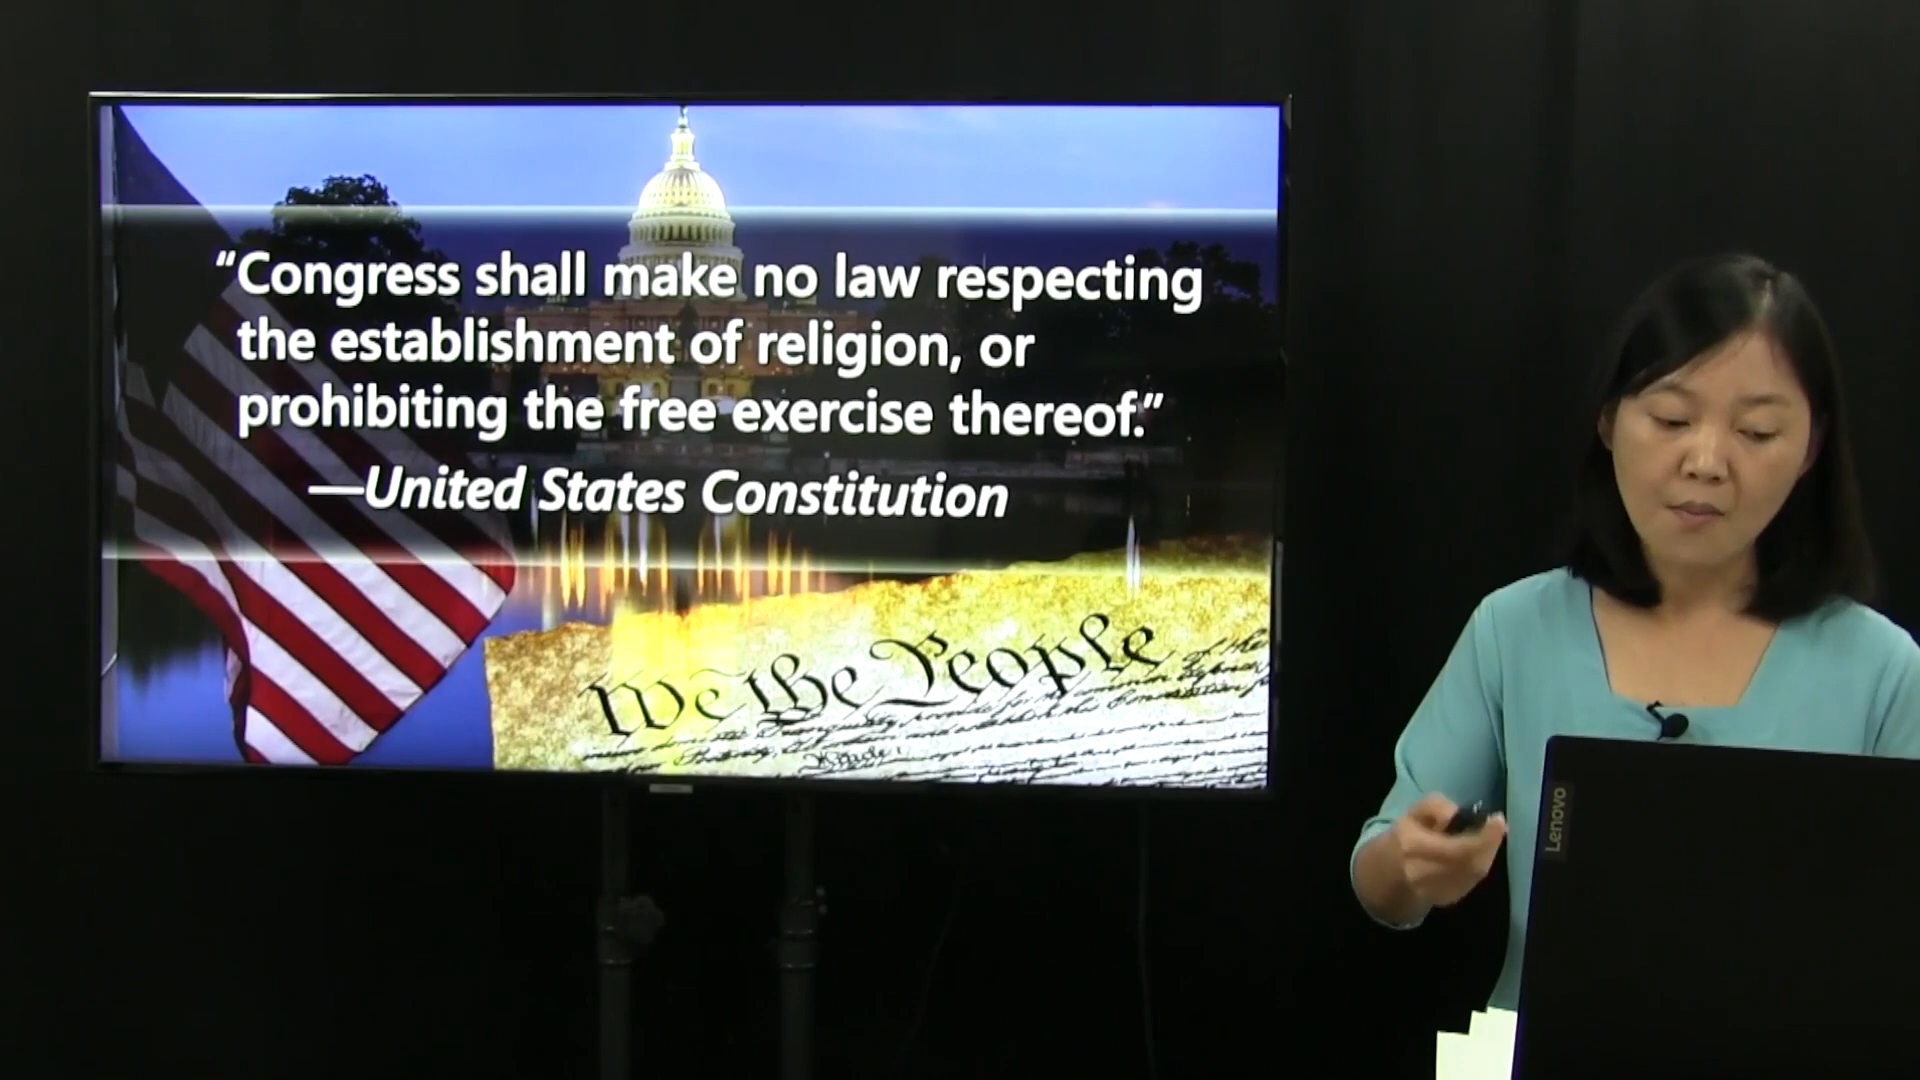 “Congress shall make no law respecting
the establishment of religion, or
prohibiting the free exercise thereof.”
—United States Constitution
We the People
Lenovo